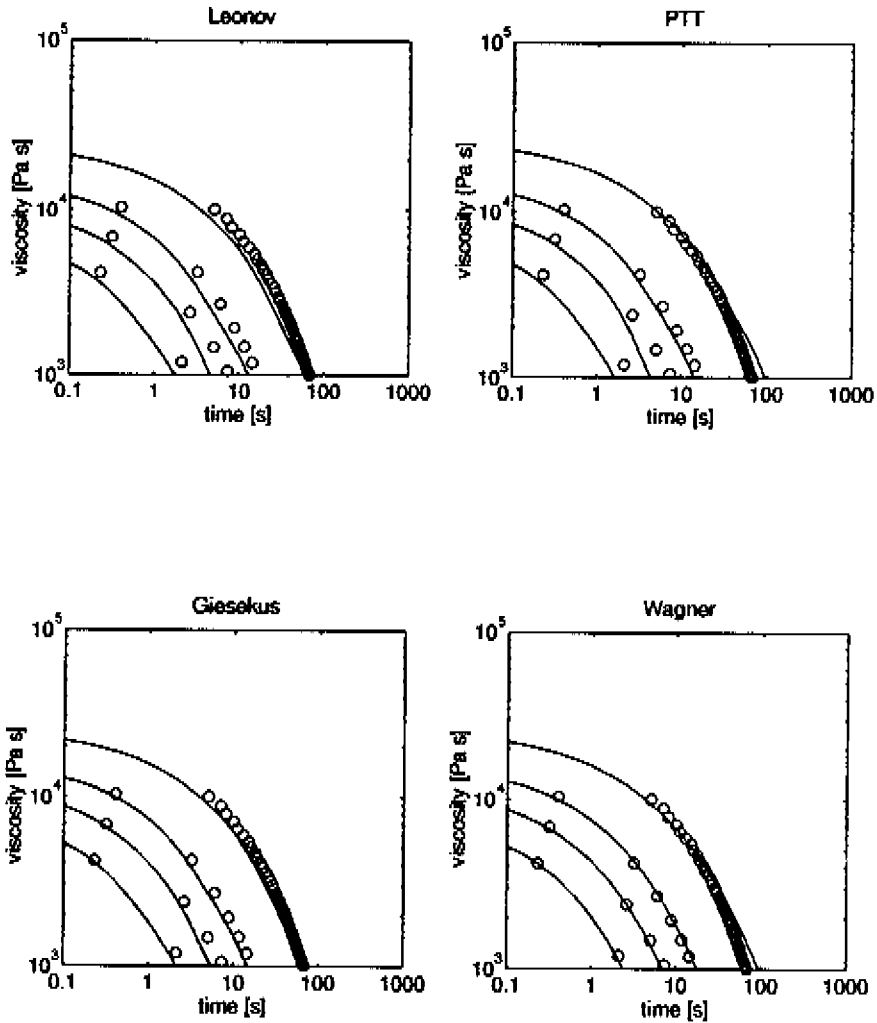 Leonov
10^5
10^4
10^3
viscosity [Pa s]
0.1 1 10 100 1000
time [s]
PTT
10^5
10^4
10^3
viscosity [Pa s]
0.1 1 10 100 1000
time [s]
Giesekus
10^5
10^4
10^3
viscosity [Pa s]
0.1 1 10 100 1000
time [s]
Wagner
10^5
10^4
10^3
viscosity [Pa s]
0.1 1 10 100 1000
time [s]